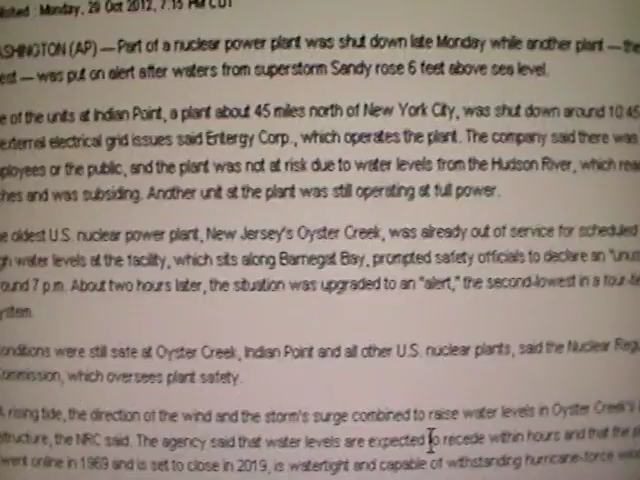 lished : Monday, 29 Oct 2012, 7:15 PM CDT
ASHINGTON (AP) — Part of a nuclear power plant was shut down late Monday while another plant — the
est — was put on alert after waters from superstorm Sandy rose 6 feet above sea level.
e of the units at Indian Point, a plant about 45 miles north of New York City, was shut down around 10:45
external electrical grid issues said Entergy Corp., which operates the plant. The company said there was
ployees or the public, and the plant was not at risk due to water levels from the Hudson River, which rea
ches and was subsiding. Another unit at the plant was still operating at full power.
e oldest U.S. nuclear power plant, New Jersey's Oyster Creek, was already out of service for scheduled
gh water levels at the facility, which sits along Barnegat Bay, prompted safety officials to declare an "unus
ound 7 p.m. About two hours later, the situation was upgraded to an "alert," the second-lowest in a four-tie
ystem.
onditions were still safe at Oyster Creek, Indian Point and all other U.S. nuclear plants, said the Nuclear Reg
ommission, which oversees plant safety.
A rising tide, the direction of the wind and the storm's surge combined to raise water levels in Oyster Creek's
structure, the NRC said. The agency said that water levels are expected to recede within hours and that the
went online in 1969 and is set to close in 2019, is watertight and capable of withstanding hurricane-force